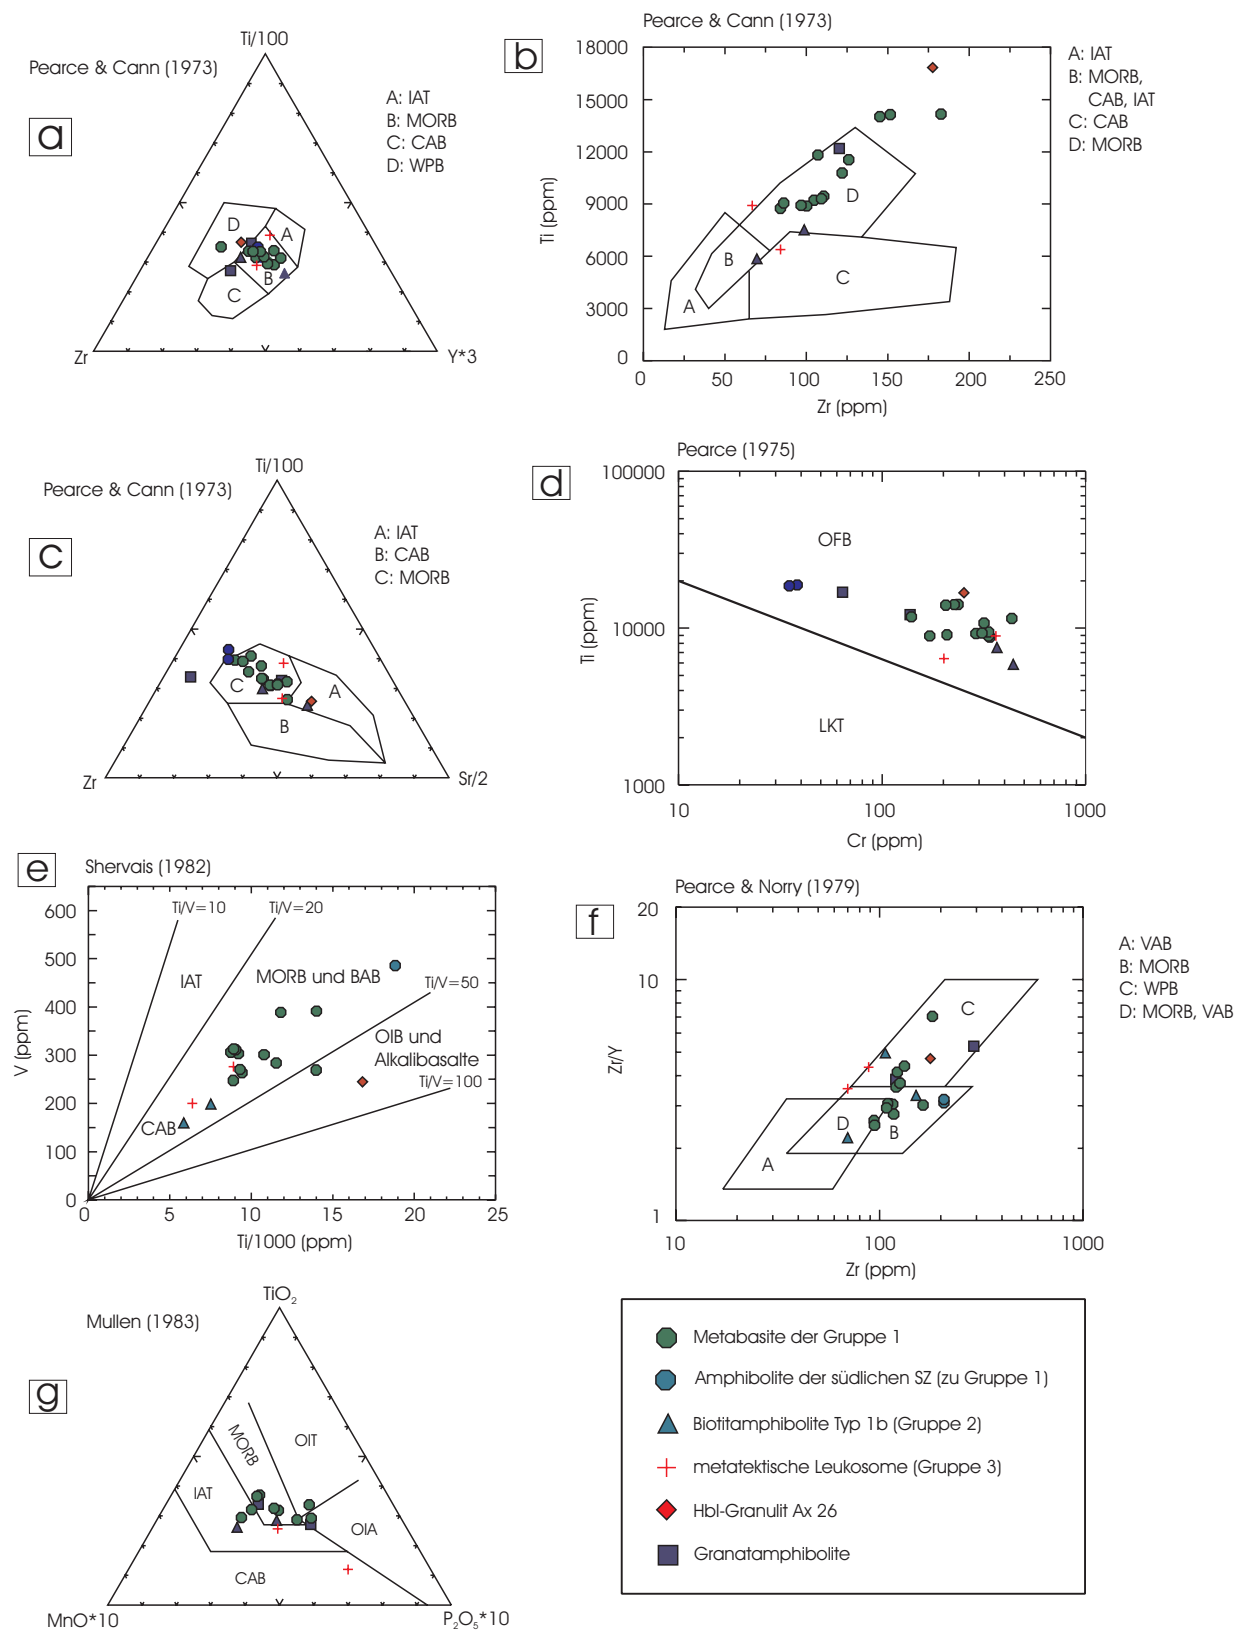 Ti/100
Pearce & Cann (1973)
a
A: IAT
B: MORB
C: CAB
D: WPB
D
A
B
C
Zr
Y*3
Pearce & Cann (1973)
b
18000
15000
12000
9000
6000
3000
0
Ti (ppm)
A: IAT
B: MORB,
CAB, IAT
C: CAB
D: MORB
D
B
C
A
0
50
100
150
200
250
Zr (ppm)
Ti/100
Pearce & Cann (1973)
c
A: IAT
B: CAB
C: MORB
C
A
B
Zr
Sr/2
Pearce (1975)
d
100000
10000
1000
Ti (ppm)
OFB
LKT
10
100
1000
Cr (ppm)
e
Shervais (1982)
600
500
400
300
200
100
0
V (ppm)
Ti/V=10
Ti/V=20
IAT
MORB und BAB
Ti/V=50
OIB und
Alkalibasalte
Ti/V=100
CAB
0
5
10
15
20
25
Ti/1000 (ppm)
Pearce & Norry (1979)
f
20
10
1
Zr/Y
A: VAB
B: MORB
C: WPB
D: MORB, VAB
C
D
B
A
10
100
1000
Zr (ppm)
TiO₂
Mullen (1983)
g
MORB
OIT
IAT
OIA
CAB
MnO*10
P₂O₅*10
Metabasite der Gruppe 1
Amphibolite der südlichen SZ (zu Gruppe 1)
Biotitamphibolite Typ 1b (Gruppe 2)
metatektische Leukosome (Gruppe 3)
Hbl-Granulit Ax 26
Granatamphibolite